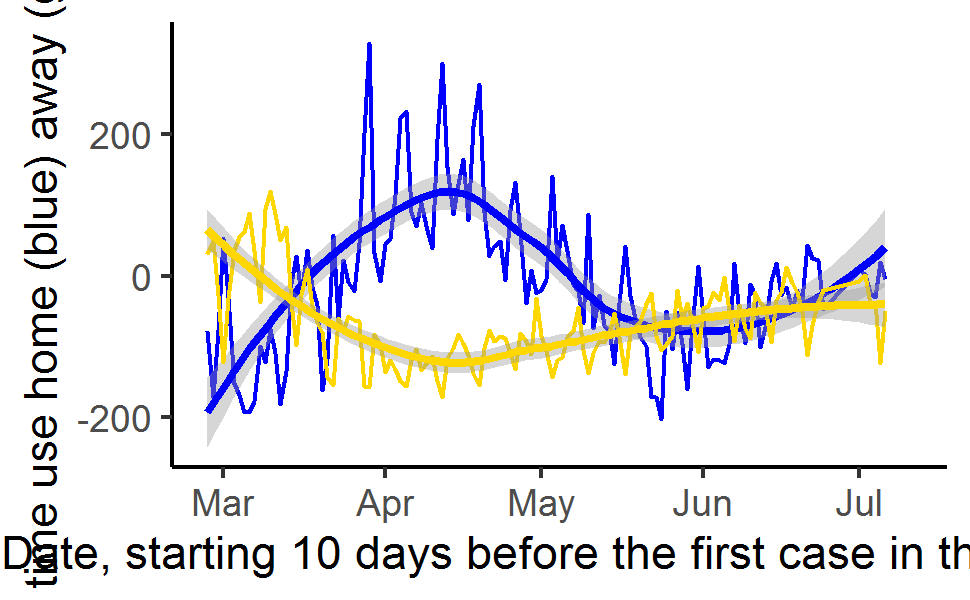 time use home (blue) away (
200
0
-200
Mar Apr May Jun Jul
Date, starting 10 days before the first case in th